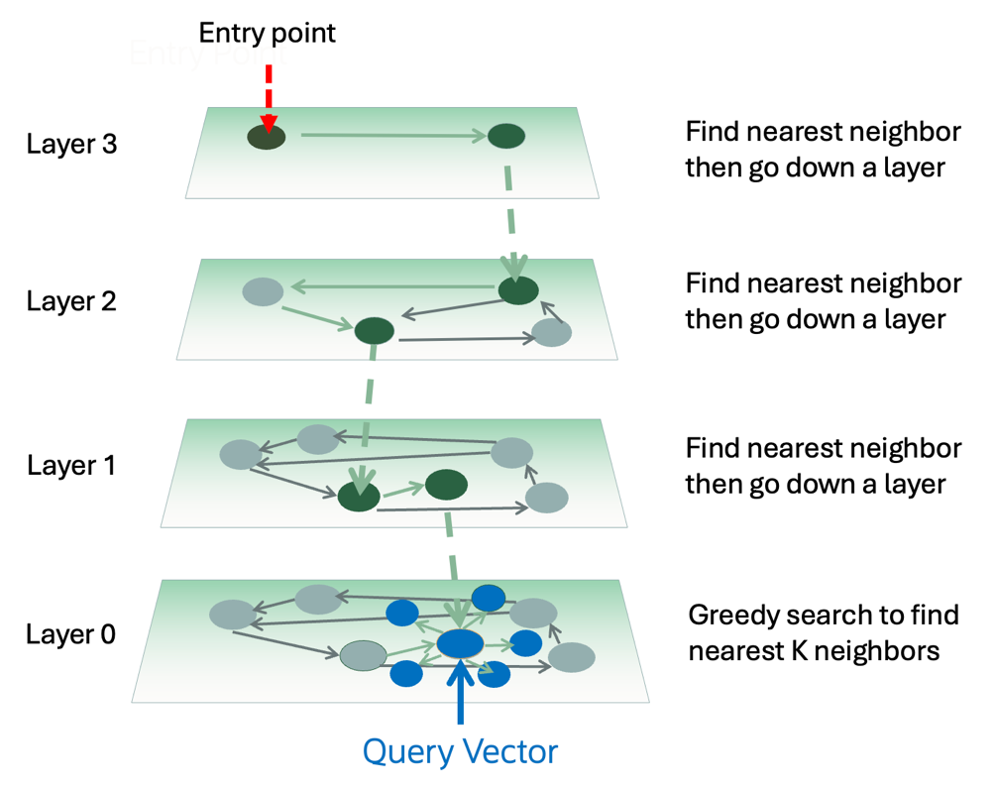 Entry point
Entry Point
Layer 3
Find nearest neighbor
then go down a layer
Layer 2
Find nearest neighbor
then go down a layer
Layer 1
Find nearest neighbor
then go down a layer
Layer 0
Greedy search to find
nearest K neighbors
Query Vector